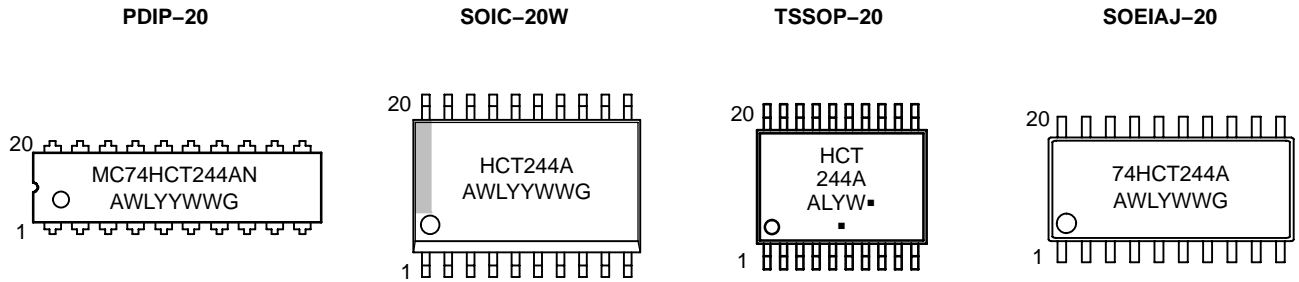 PDIP−20
SOIC−20W
TSSOP−20
SOEIAJ−20
20
MC74HCT244AN
AWLYYWWG
1
20
HCT244A
AWLYYWWG
1
20
HCT
244A
ALYW▪
▪
1
20
74HCT244A
AWLYWWG
1